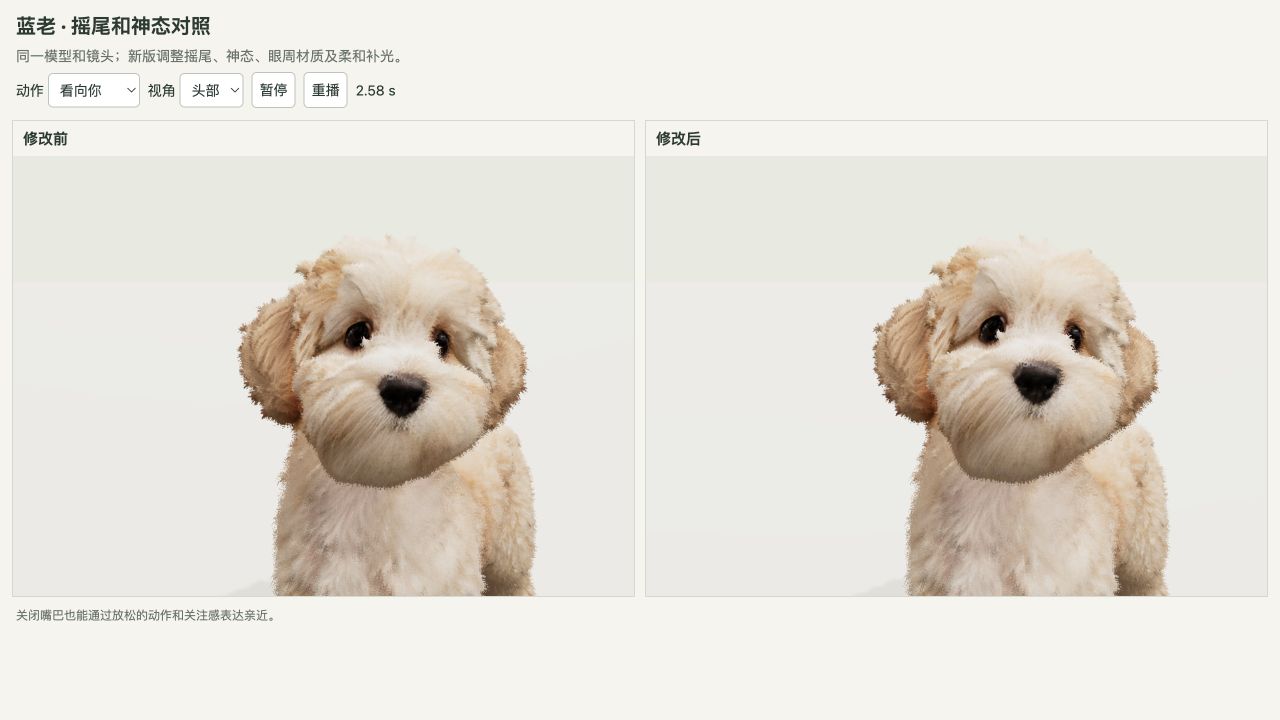 蓝老 · 摇尾和神态对照
同一模型和镜头；新版调整摇尾、神态、眼周材质及柔和补光。
动作 看向你 视角 头部 暂停 重播 2.58 s
修改前 修改后
关闭嘴巴也能通过放松的动作和关注感表达亲近。